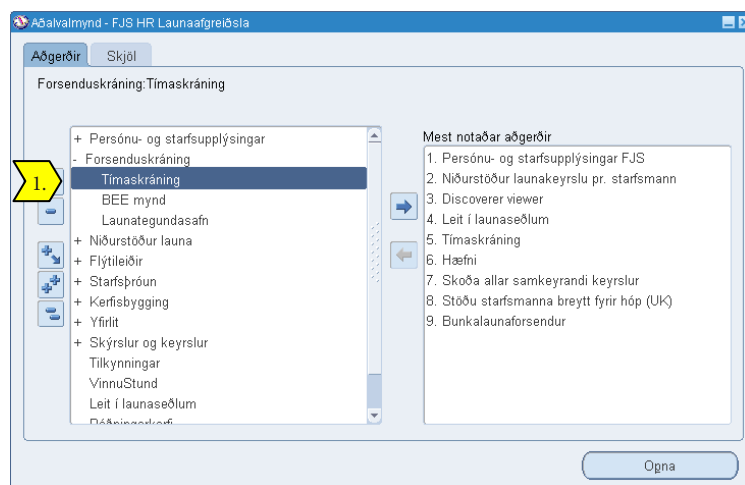 Aðalvalmynd - FJS HR Launaafgreiðsla
Aðgerðir Skjöl
Forsenduskráning:Tímaskráning
+ Persónu- og starfsupplýsingar
- Forsenduskráning
1.
Tímaskráning
BEE mynd
Launategundasafn
+ Niðurstöður launa
+ Flýtileiðir
+ Starfsþróun
+ Kerfisbygging
+ Yfirlit
+ Skýrslur og keyrslur
Tilkynningar
VinnuStund
Leit í launaseðlum
Mest notaðar aðgerðir
1. Persónu- og starfsupplýsingar FJS
2. Niðurstöður launakeyrslu pr. starfsmann
3. Discoverer viewer
4. Leit í launaseðlum
5. Tímaskráning
6. Hæfni
7. Skoða allar samkeyrandi keyrslur
8. Stöðu starfsmanna breytt fyrir hóp (UK)
9. Bunkalaunaforsendur
Opna